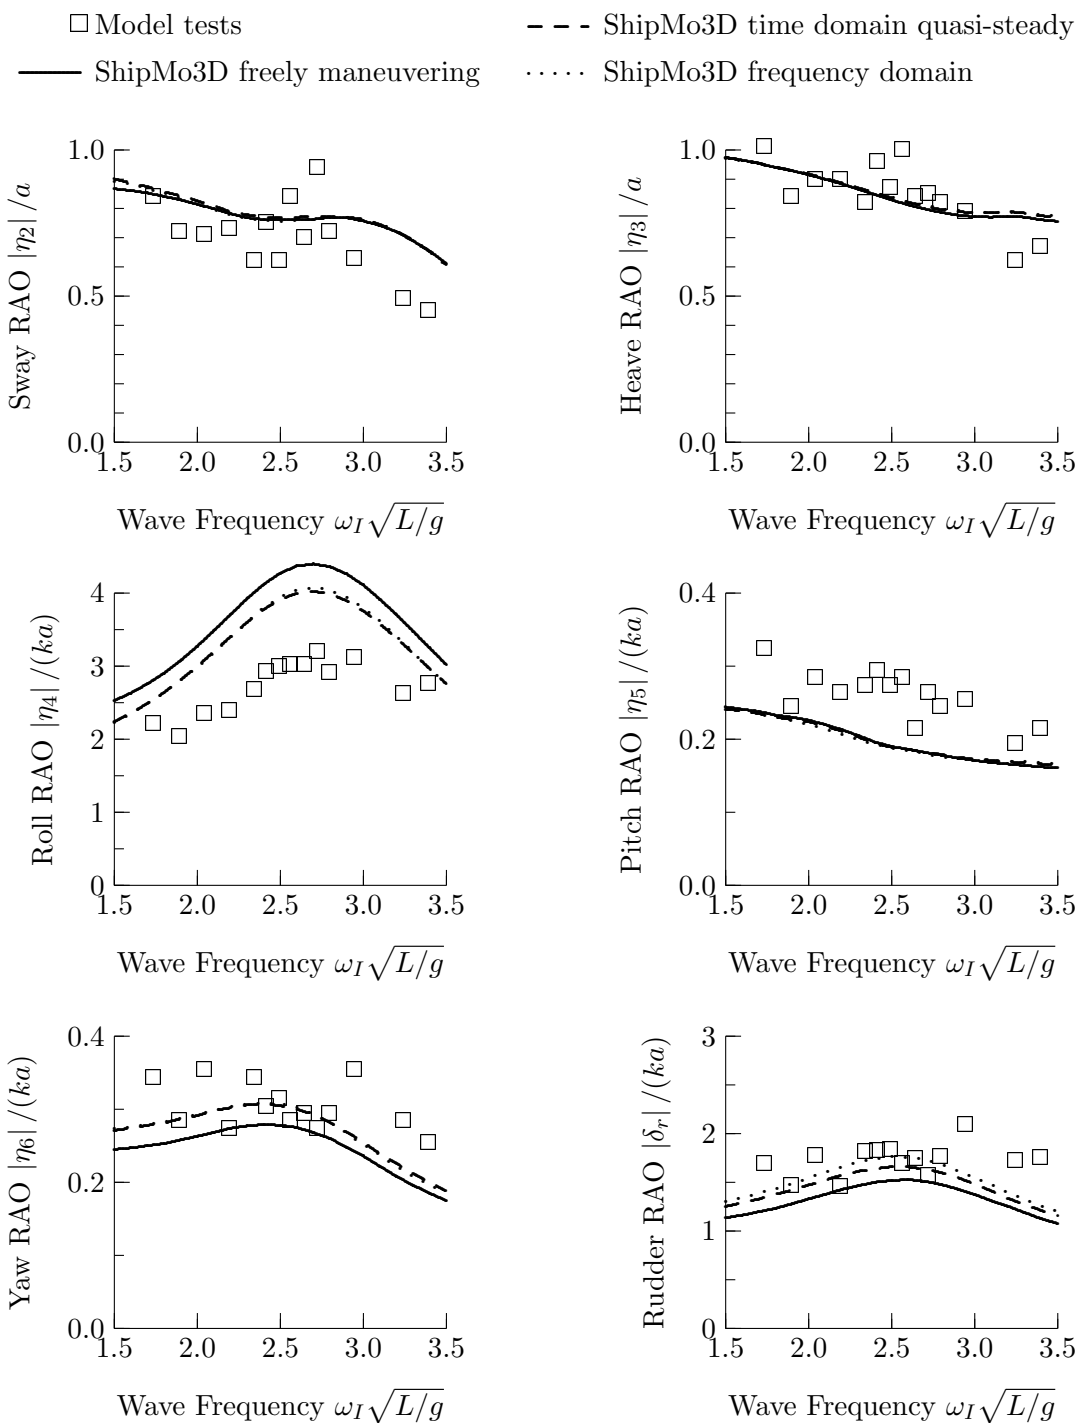 Model tests
ShipMo3D time domain quasi-steady
ShipMo3D freely maneuvering
ShipMo3D frequency domain
Sway RAO |η₂|/a
1.0
0.5
0.0
1.5 2.0 2.5 3.0 3.5
Wave Frequency ω_I√L/g
Heave RAO |η₃|/a
1.0
0.5
0.0
1.5 2.0 2.5 3.0 3.5
Wave Frequency ω_I√L/g
Roll RAO |η₄|/(ka)
4
3
2
1
0
1.5 2.0 2.5 3.0 3.5
Wave Frequency ω_I√L/g
Pitch RAO |η₅|/(ka)
0.4
0.2
0.0
1.5 2.0 2.5 3.0 3.5
Wave Frequency ω_I√L/g
Yaw RAO |η₆|/(ka)
0.4
0.2
0.0
1.5 2.0 2.5 3.0 3.5
Wave Frequency ω_I√L/g
Rudder RAO |δ_r|/(ka)
3
2
1
0
1.5 2.0 2.5 3.0 3.5
Wave Frequency ω_I√L/g